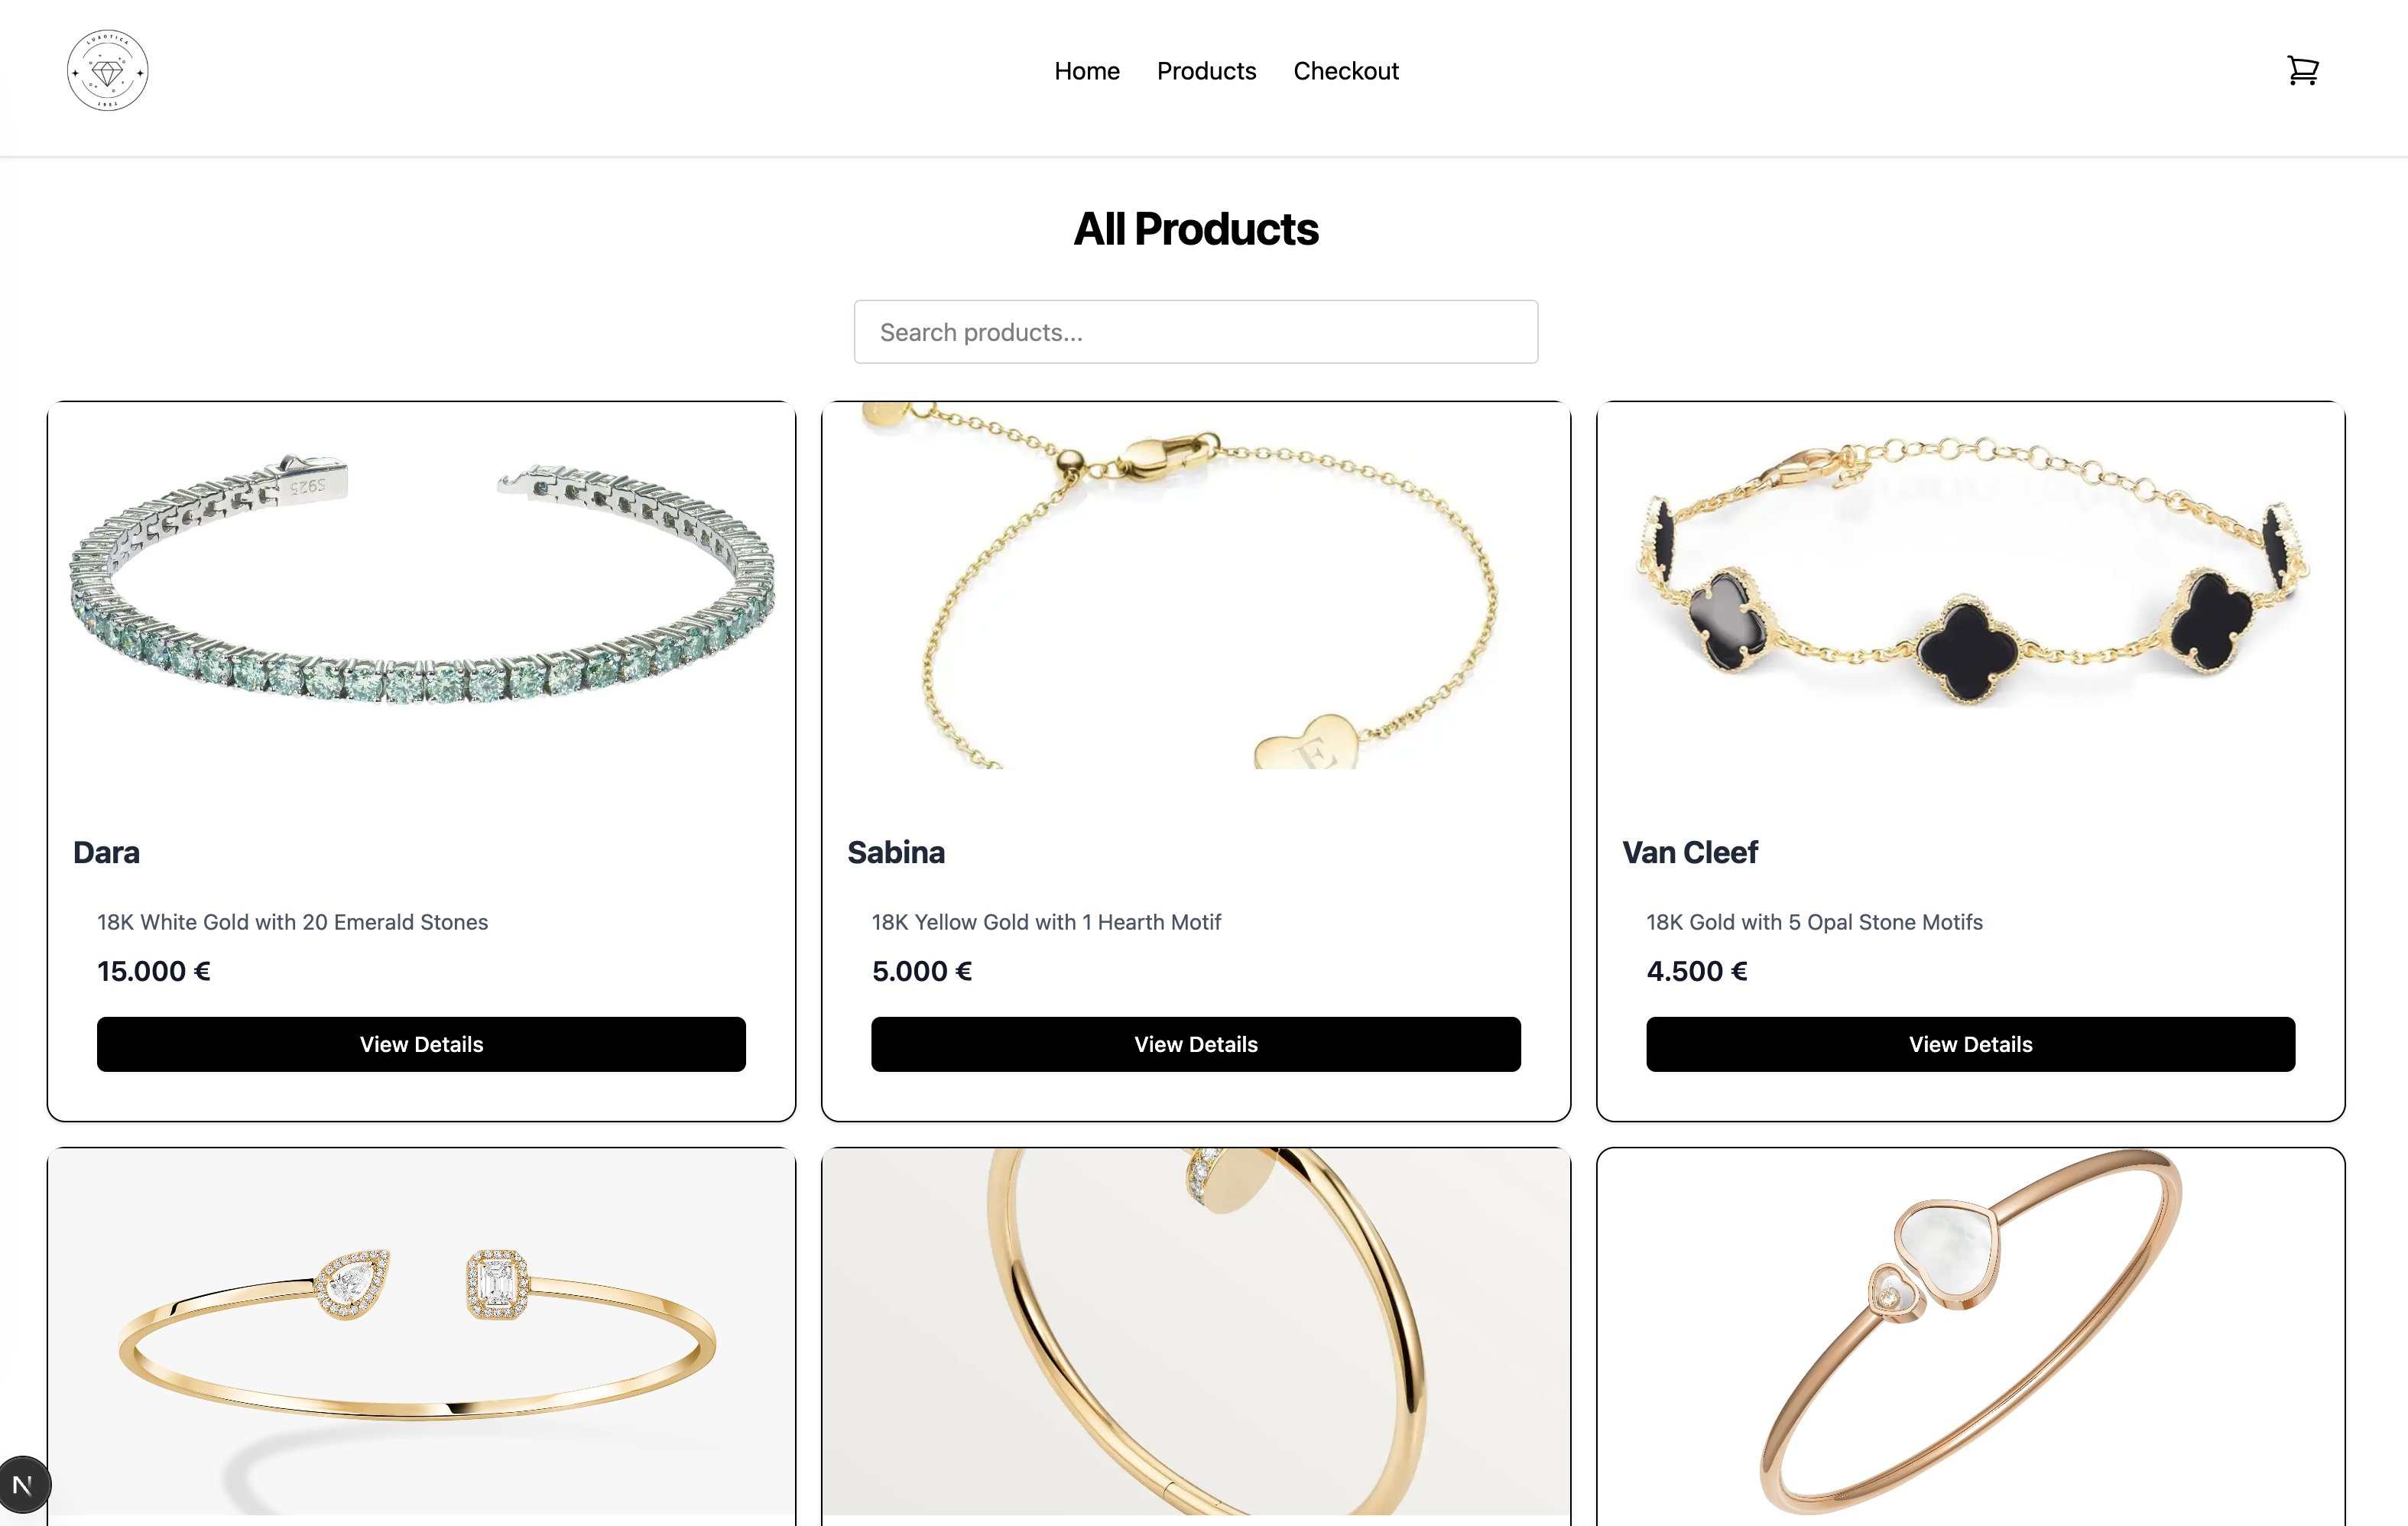 LUXOTICA
1992
Home Products Checkout
All Products
Search products...
S925
E
Dara
Sabina
Van Cleef
18K White Gold with 20 Emerald Stones
18K Yellow Gold with 1 Hearth Motif
18K Gold with 5 Opal Stone Motifs
15.000 €
5.000 €
4.500 €
View Details
View Details
View Details
N